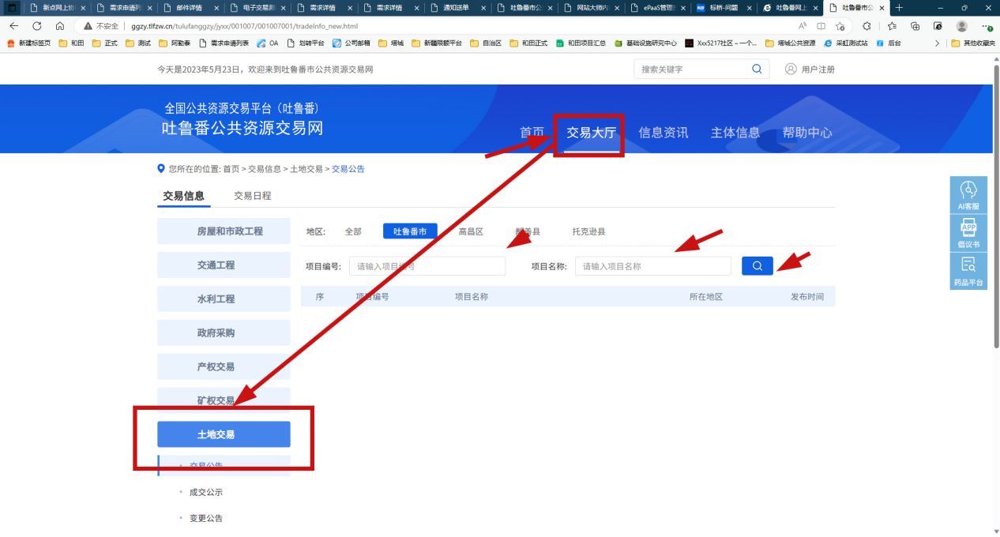 新点网上协
需求申请列
邮件详情
电子交易系
需求详情
需求详情
通知送单
吐鲁番市公
网站大师内
ePaaS管理
标桥-问题
吐鲁番网上
吐鲁番市公
不安全
ggzy.tlfzw.cn/tulufanggzy/jyxx/001007/001007001/tradeInfo_new.html
新建标签页
和田
正式
测试
阿勒泰
需求申请列表
OA
划转平台
公司邮箱
塔城
新疆限额平台
自治区
和田正式
和田项目汇总
基础设施研究中心
Xxx5217社区 – 一个...
塔城公共资源
采虹测试站
后台
其他收藏夹
今天是2023年5月23日，欢迎来到吐鲁番市公共资源交易网
搜索关键字
用户注册
全国公共资源交易平台（吐鲁番）
吐鲁番公共资源交易网
首页
交易大厅
信息资讯
主体信息
帮助中心
您所在的位置: 首页 > 交易信息 > 土地交易 > 交易公告
交易信息
交易日程
房屋和市政工程
交通工程
水利工程
政府采购
产权交易
矿权交易
土地交易
交易公告
成交公示
变更公告
地区: 全部 吐鲁番市 高昌区 鄯善县 托克逊县
项目编号: 请输入项目编号 项目名称: 请输入项目名称
序 项目编号 项目名称 所在地区 发布时间
AI客服
APP
倡议书
药品平台